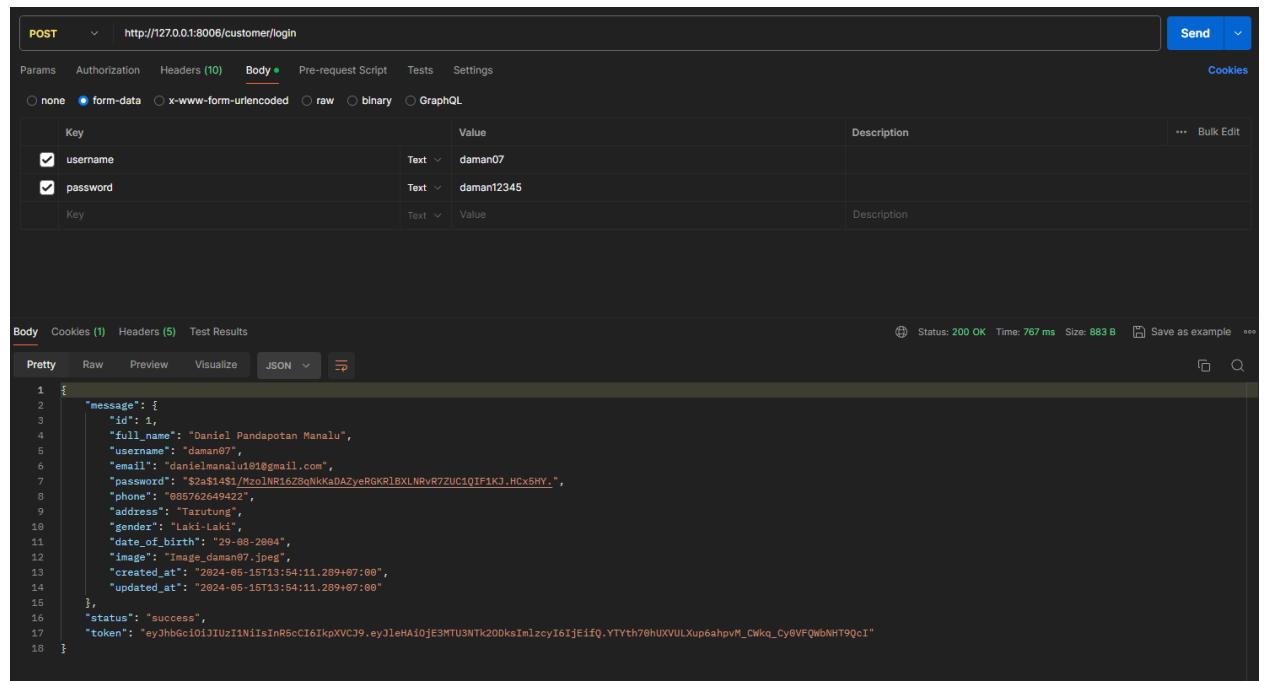 POST http://127.0.0.1:8006/customer/login Send
Params Authorization Headers (10) Body Pre-request Script Tests Settings Cookies
none form-data x-www-form-urlencoded raw binary GraphQL
Key Value Description ••• Bulk Edit
username Text daman07
password Text daman12345
Key Text Value Description
Body Cookies (1) Headers (5) Test Results Status: 200 OK Time: 767 ms Size: 883 B Save as example
Pretty Raw Preview Visualize JSON
1 {
2 "message": {
3 "id": 1,
4 "full_name": "Daniel Pandapotan Manalu",
5 "username": "daman07",
6 "email": "danielmanalu101@gmail.com",
7 "password": "$2a$14$1/MzolNR16Z8qNkKaDAZyeRGKRlBXLNRvR7ZUC1QIF1KJ.HCx5HY.",
8 "phone": "085762649422",
9 "address": "Tarutung",
10 "gender": "Laki-Laki",
11 "date_of_birth": "29-08-2004",
12 "image": "Image_daman07.jpeg",
13 "created_at": "2024-05-15T13:54:11.289+07:00",
14 "updated_at": "2024-05-15T13:54:11.289+07:00"
15 },
16 "status": "success",
17 "token": "eyJhbGciOiJIUzI1NiIsInR5cCI6IkpXVCJ9.eyJleHAiOjE3MTU3NTk2ODksImlzcyI6IjEifQ.YTYth70hUXVULXup6ahpvM_CWkq_Cy0VFQWbNHT9QcI"
18 }